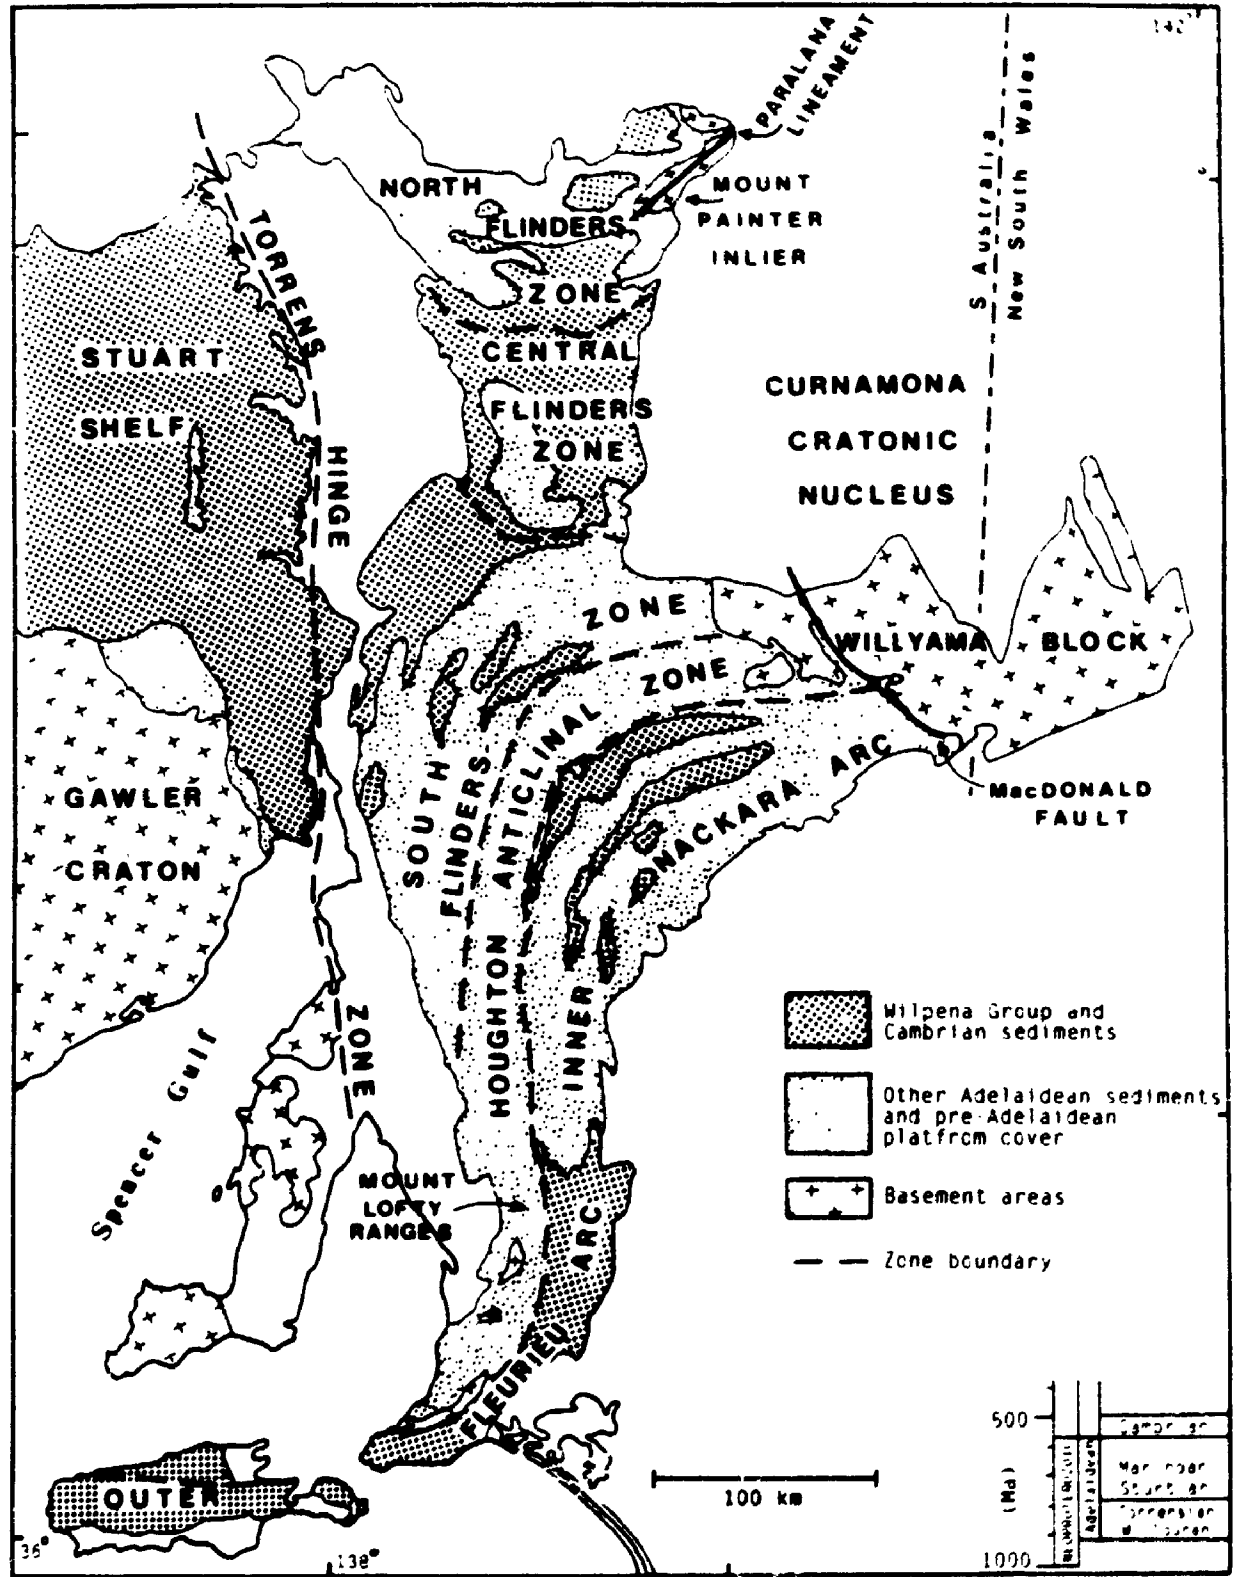 142°
PARALANA
LINEAMENT
S Australia
New South Wales
NORTH
FLINDERS
ZONE
MOUNT
PAINTER
INLIER
TORRENS
HINGE
ZONE
STUART
SHELF
CENTRAL
FLINDERS
ZONE
CURNAMONA
CRATONIC
NUCLEUS
WILLYAMA BLOCK
ZONE
ZONE
SOUTH
FLINDERS
HOUGHTON ANTICLINAL
INNER
NACKARA ARC
MacDONALD
FAULT
GAWLER
CRATON
Spencer Gulf
Wilpena Group and
Cambrian sediments
Other Adelaidean sediments
and pre-Adelaidean
platfrom cover
Basement areas
Zone boundary
MOUNT
LOFTY
RANGES
ARC
FLEURIEU
OUTER
100 km
36°
138°
500
(Ma)
1000
Adelaidean
Cambrian